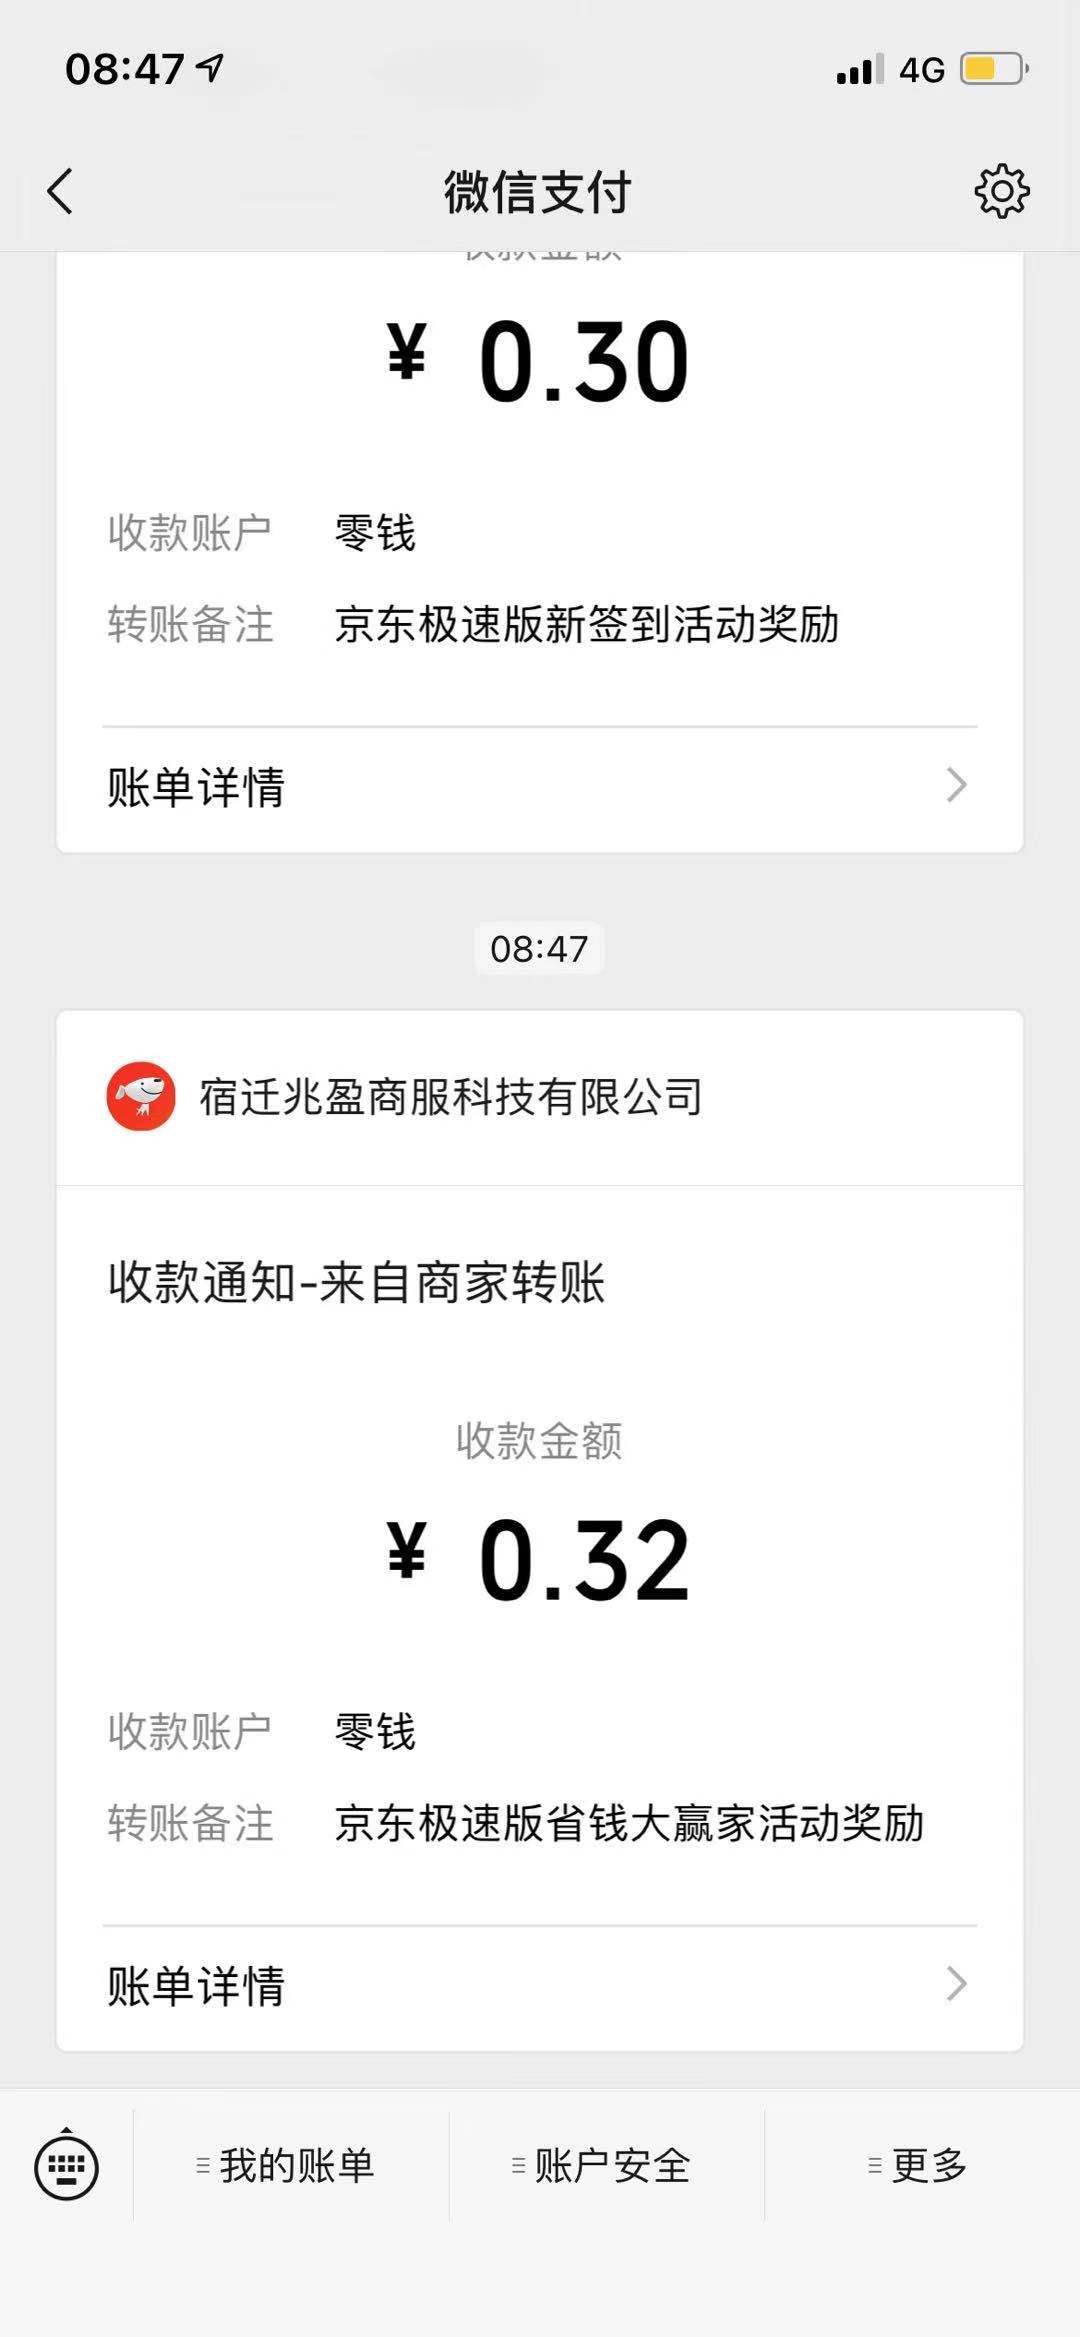 08:47
4G
微信支付
收款金额
¥ 0.30
收款账户 零钱
转账备注 京东极速版新签到活动奖励
账单详情
08:47
宿迁兆盈商服科技有限公司
收款通知-来自商家转账
收款金额
¥ 0.32
收款账户 零钱
转账备注 京东极速版省钱大赢家活动奖励
账单详情
我的账单
账户安全
更多